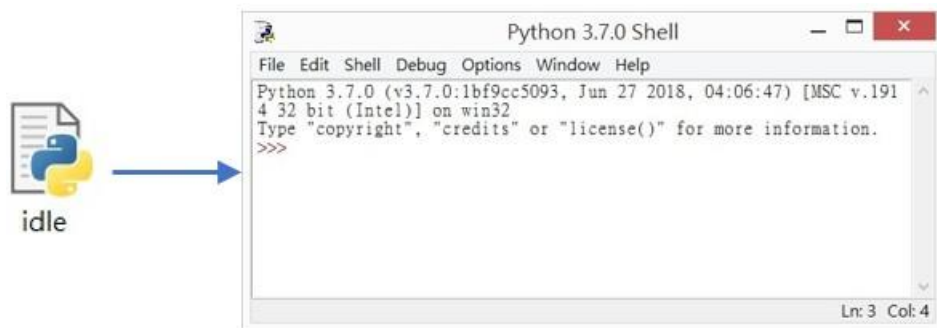 Python 3.7.0 Shell
File Edit Shell Debug Options Window Help
Python 3.7.0 (v3.7.0:1bf9cc5093, Jun 27 2018, 04:06:47) [MSC v.191
4 32 bit (Intel)] on win32
Type "copyright", "credits" or "license()" for more information.
>>>
idle
Ln: 3 Col: 4